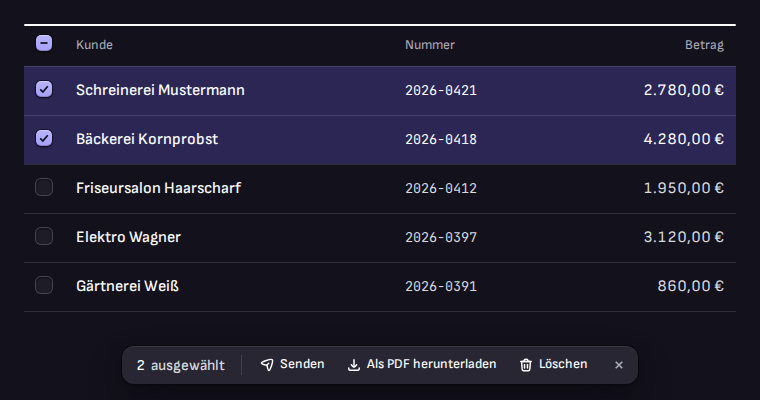 Kunde Nummer Betrag
Schreinerei Mustermann 2026-0421 2.780,00 €
Bäckerei Kornprobst 2026-0418 4.280,00 €
Friseursalon Haarscharf 2026-0412 1.950,00 €
Elektro Wagner 2026-0397 3.120,00 €
Gärtnerei Weiß 2026-0391 860,00 €
2 ausgewählt Senden Als PDF herunterladen Löschen ×